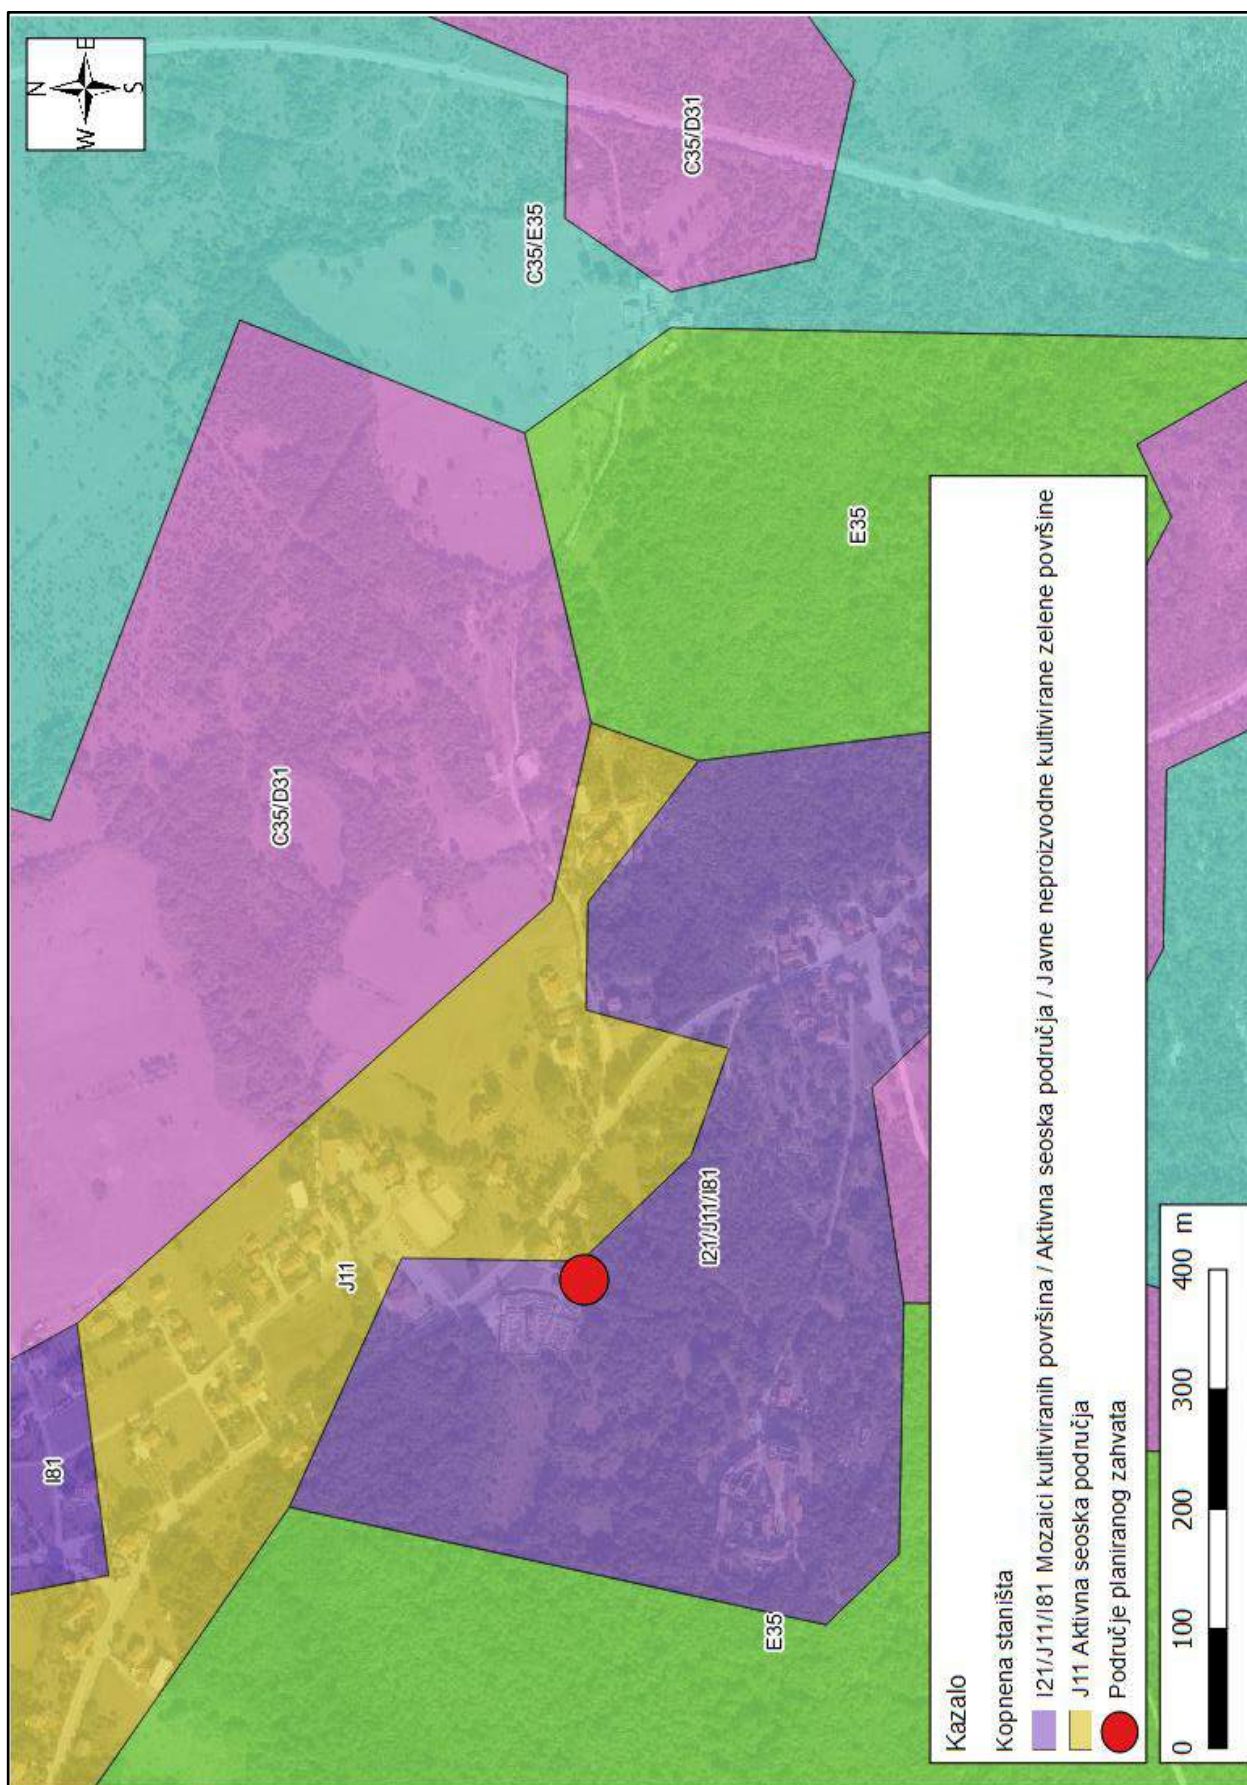 N
W
E
S
I81
J11
C35/D31
C35/E35
C35/D31
I21/J11/I81
E35
E35
Kazalo
Kopnena staništa
I21/J11/I81 Mozaici kultiviranih površina / Aktivna seoska područja / Javne neproizvodne kultivirane zelene površine
J11 Aktivna seoska područja
Područje planiranog zahvata
0 100 200 300 400 m